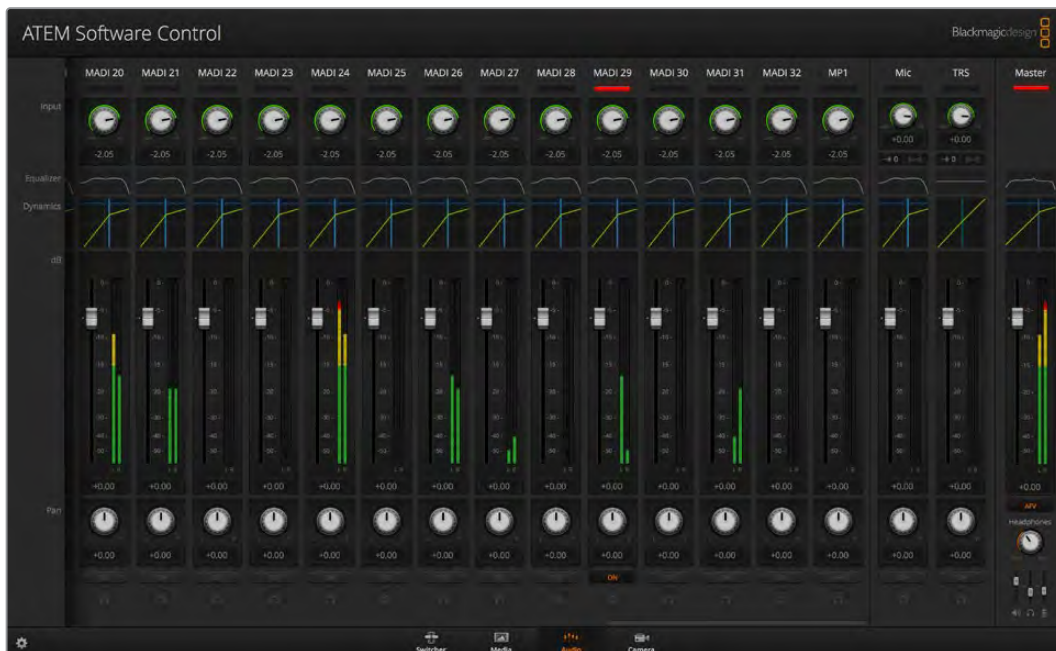 ATEM Software Control
Blackmagicdesign
MADI 20 MADI 21 MADI 22 MADI 23 MADI 24 MADI 25 MADI 26 MADI 27 MADI 28 MADI 29 MADI 30 MADI 31 MADI 32 MP1 Mic TRS Master
Input
-2.05 -2.05 -2.05 -2.05 -2.05 -2.05 -2.05 -2.05 -2.05 -2.05 -2.05 -2.05 -2.05 -2.05 +0.00 +0.00
Equalizer
Dynamics
dB
+0.00 +0.00 +0.00 +0.00 +0.00 +0.00 +0.00 +0.00 +0.00 +0.00 +0.00 +0.00 +0.00 +0.00 +0.00 +0.00 +0.00
AFV
Pan
Headphones
+0.00 +0.00 +0.00 +0.00 +0.00 +0.00 +0.00 +0.00 +0.00 +0.00 +0.00 +0.00 +0.00 +0.00 +0.00 +0.00
ON
Switcher Media Audio Camera